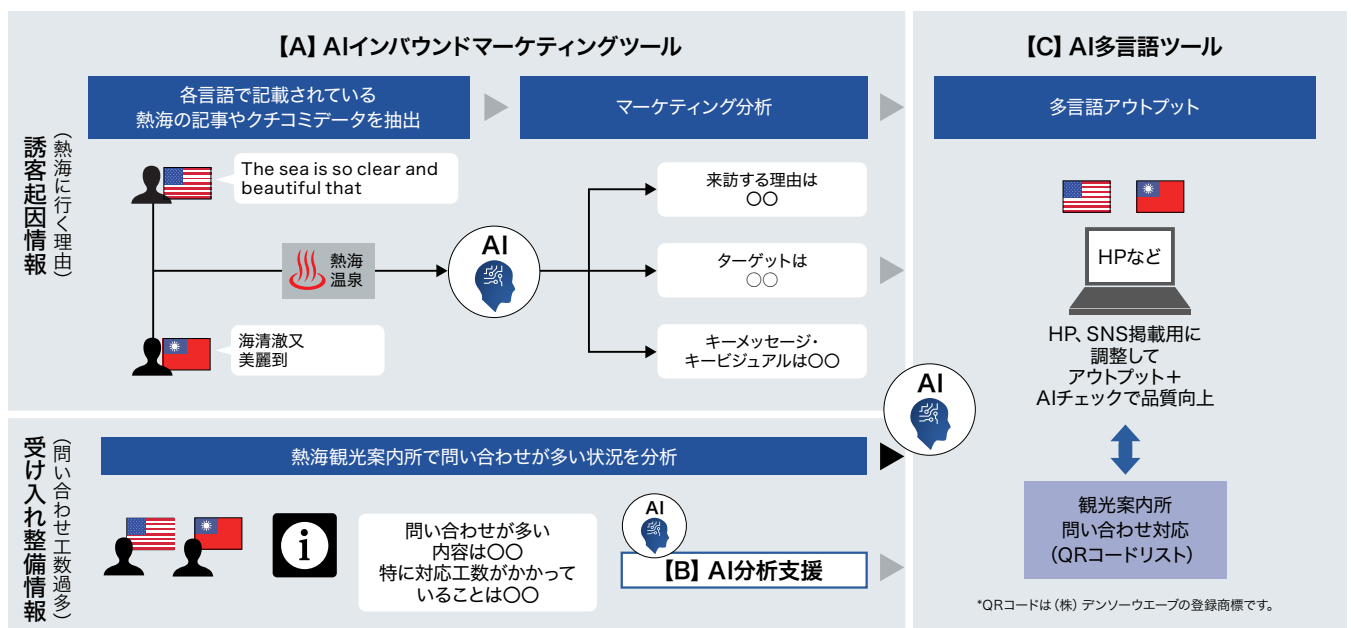 【A】AIインバウンドマーケティングツール
各言語で記載されている
熱海の記事やクチコミデータを抽出
マーケティング分析
誘客起因情報
(熱海に行く理由)
The sea is so clear and
beautiful that
熱海
温泉
海清澈又
美麗到
AI
来訪する理由は
〇〇
ターゲットは
○○
キーメッセージ・
キービジュアルは〇〇
受け入れ整備情報
(問い合わせ工数過多)
熱海観光案内所で問い合わせが多い状況を分析
i
問い合わせが多い
内容は〇〇
特に対応工数がかかって
いることは〇〇
AI
【B】AI分析支援
AI
【C】AI多言語ツール
多言語アウトプット
HPなど
HP、SNS掲載用に
調整して
アウトプット＋
AIチェックで品質向上
観光案内所
問い合わせ対応
(QRコードリスト)
*QRコードは(株)デンソーウエーブの登録商標です。